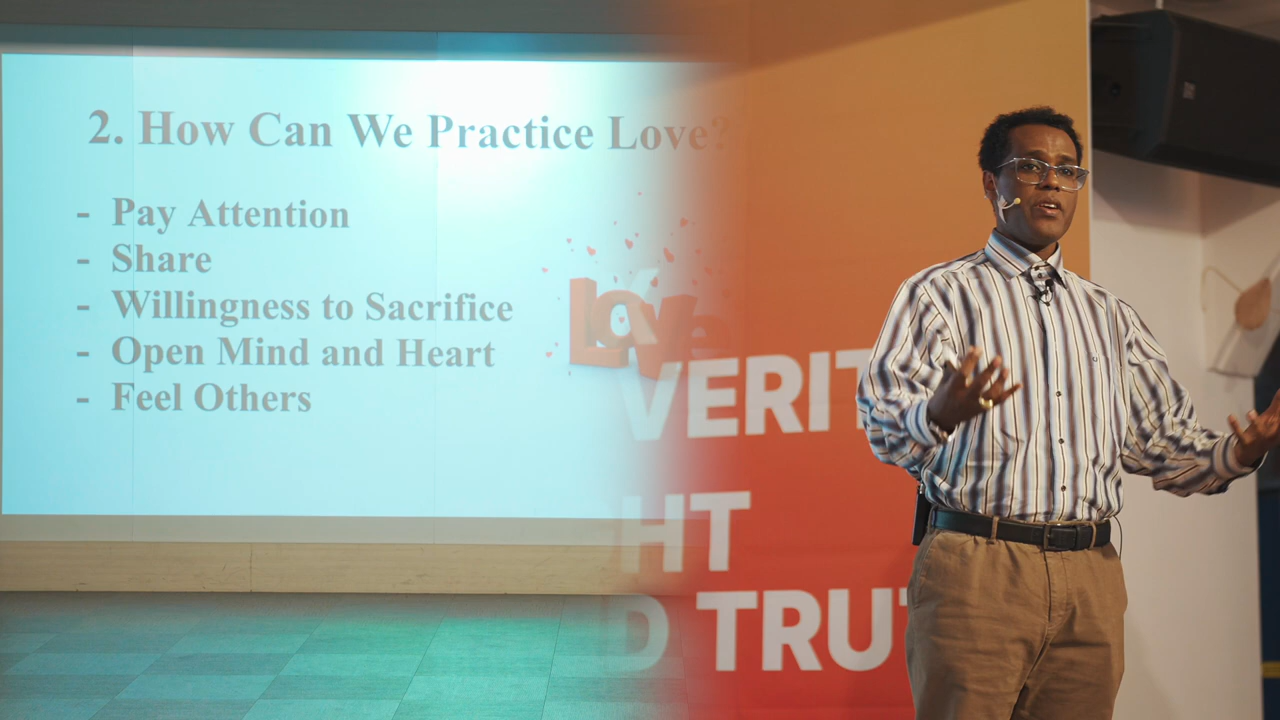 2. How Can We Practice Love?
- Pay Attention
- Share
- Willingness to Sacrifice
- Open Mind and Heart
- Feel Others
Love
VERIT
HT
D TRUT